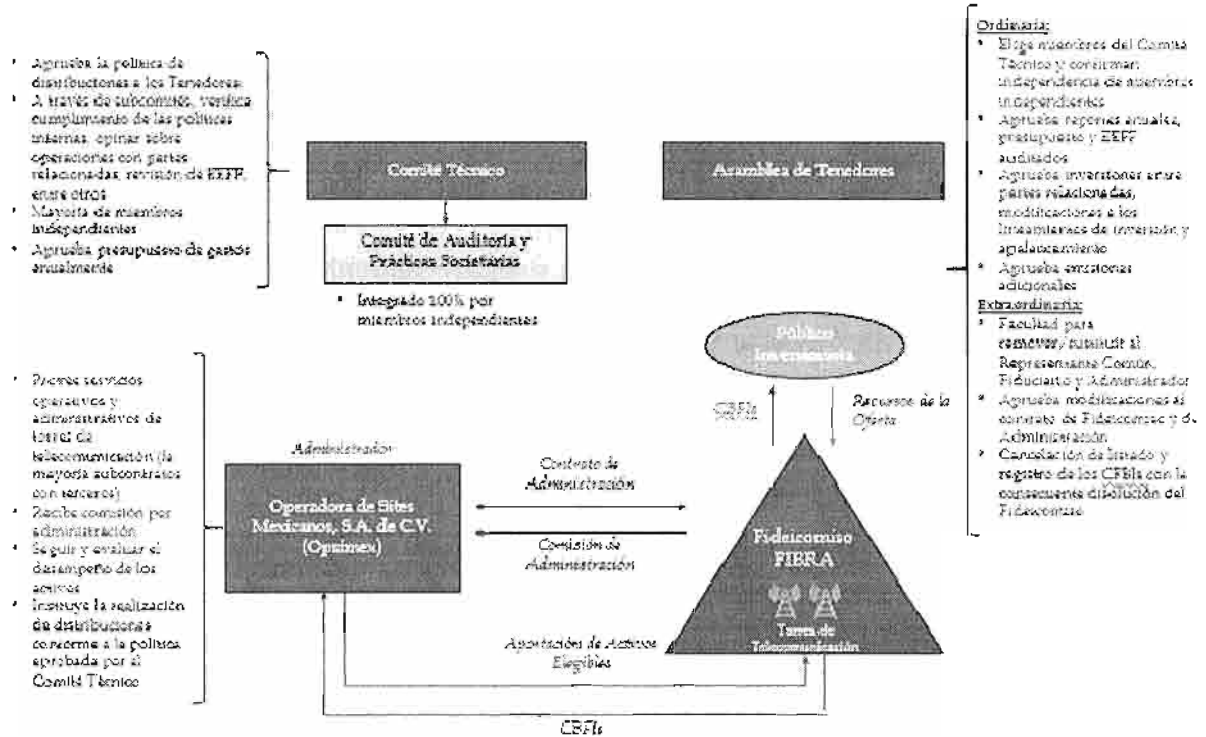 • Aprueba la política de
distribuciones a los Tenedores
• A través de subcomités, verifica
cumplimiento de las políticas
internas, opinar sobre
operaciones con partes
relacionadas, revisión de EEFF,
entre otros
• Mayoría de miembros
independientes
• Aprueba presupuesto de gastos
anualmente
Comité Técnico
Comité de Auditoría y
Prácticas Societarias
• Integrado 100% por
miembros independientes
Asamblea de Tenedores
Ordinaria:
• Elige miembros del Comité
Técnico y confirman
independencia de miembros
independientes
• Aprueba reportes anuales,
presupuesto y EEFF
auditados
• Aprueba inversiones entre
partes relacionadas,
modificaciones a los
lineamientos de inversión y
apalancamiento
• Aprueba emisiones
adicionales
Extraordinaria:
• Facultad para
remover/sustituir al
Representante Común,
Fiduciario y Administrador
• Aprueba modificaciones al
contrato de Fideicomiso y de
Administración
• Cancelación de listado y
registro de los CFBIs con la
consecuente disolución del
Fideicomiso
Público
Inversionista
CBFIs
Recursos de la
Oferta
• Provee servicios
operativos y
administrativos de
torres de
telecomunicación (la
mayoría subcontratos
con terceros)
• Recibe comisión por
administración
• Seguir y evaluar el
desempeño de los
activos
• Instruye la realización
de distribuciones
conforme a la política
aprobada por el
Comité Técnico
Administrador
Operadora de Sites
Mexicanos, S.A. de C.V.
(Opsimex)
Contrato de
Administración
Comisión de
Administración
Fideicomiso
FIBRA
Torres de
Telecomunicación
Aportación de Activos
Elegibles
CBFIs